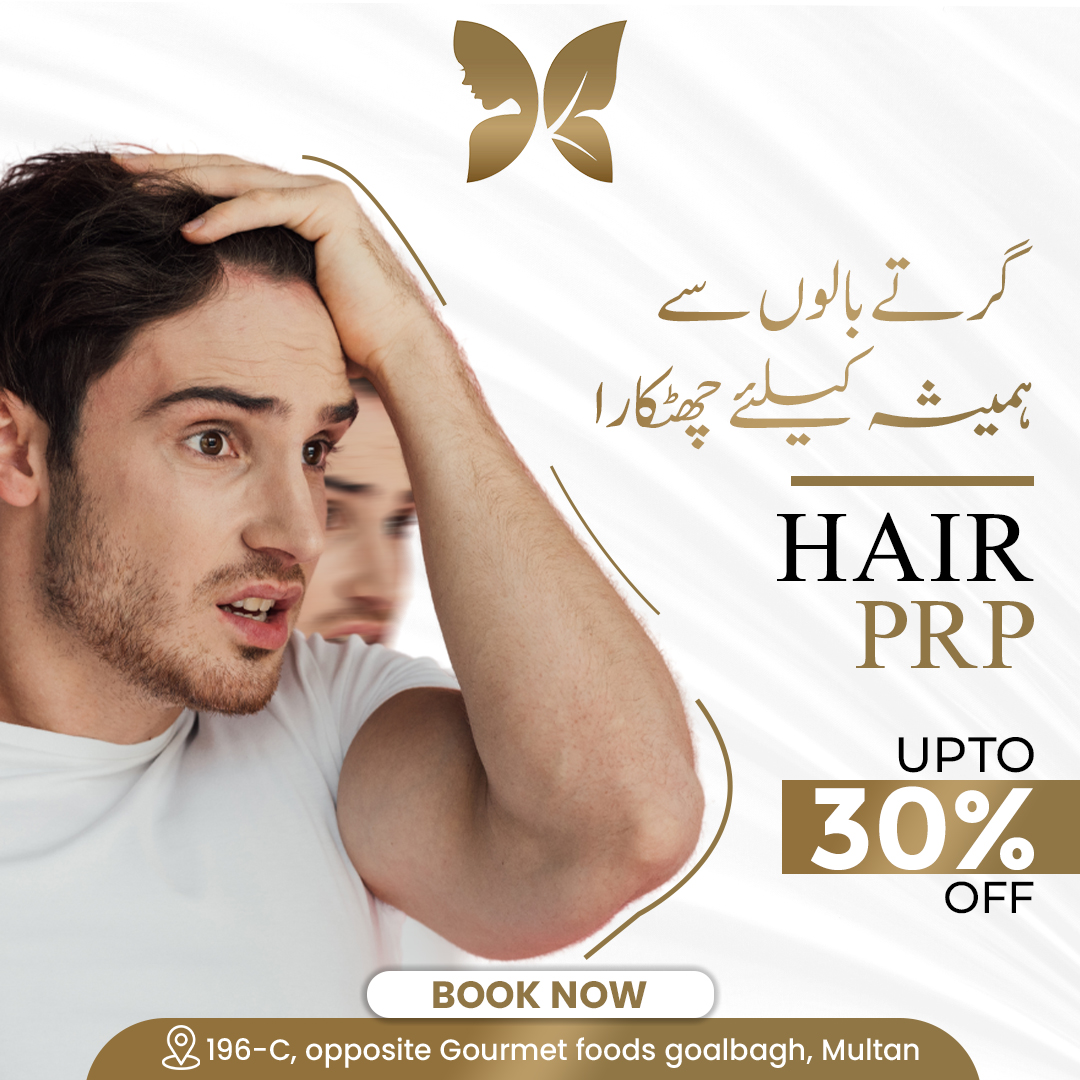 گرتے بالوں سے
ہمیشہ کیلئے چھٹکارا
HAIR
PRP
UPTO
30%
OFF
BOOK NOW
196-C, opposite Gourmet foods goalbagh, Multan